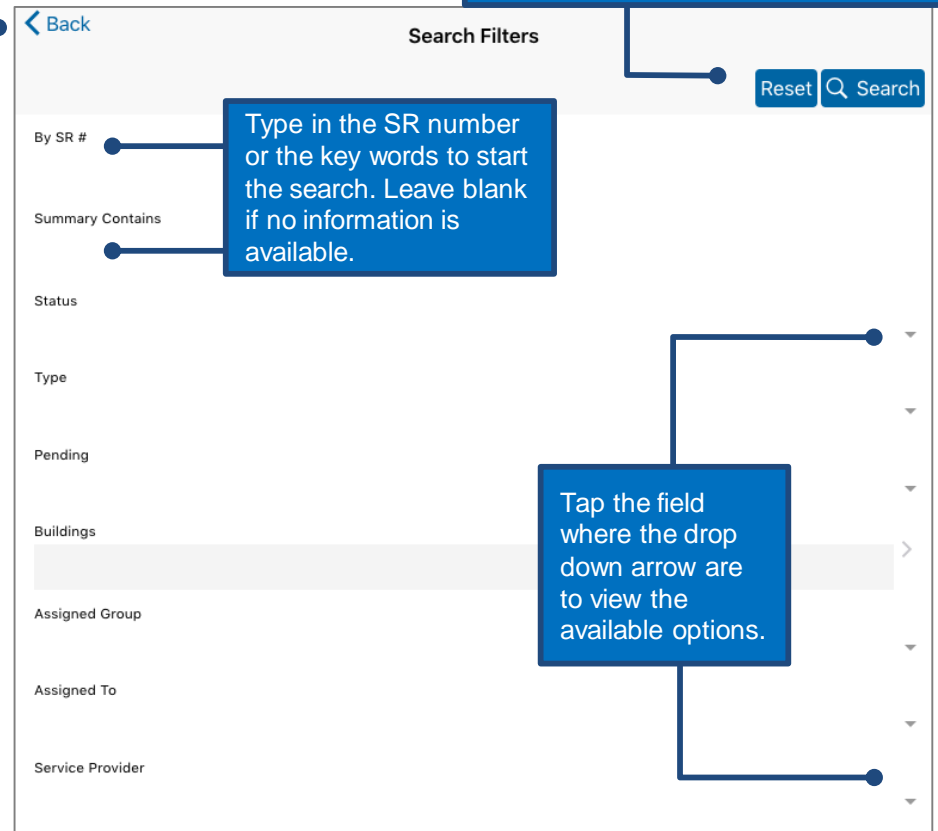 Back
Search Filters
Reset
Search
By SR #
Type in the SR number
or the key words to start
the search. Leave blank
if no information is
available.
Summary Contains
Status
Type
Pending
Buildings
Tap the field
where the drop
down arrow are
to view the
available options.
Assigned Group
Assigned To
Service Provider